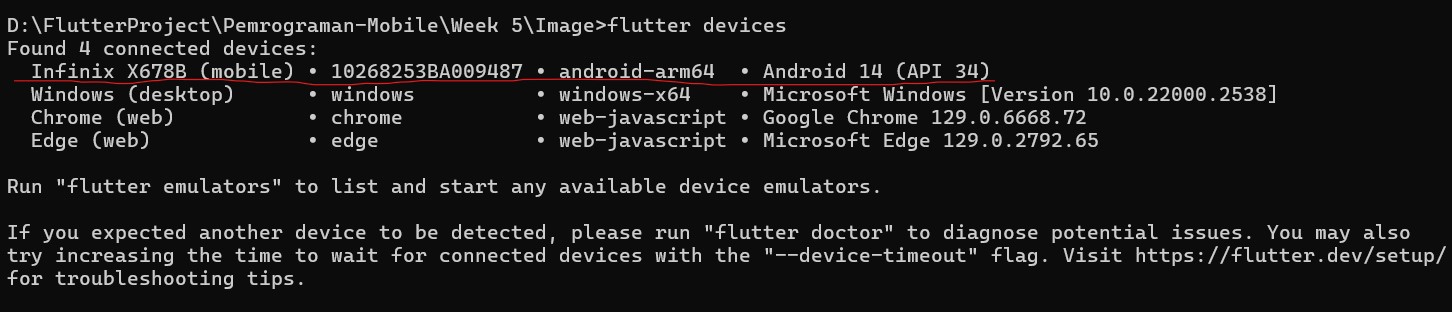 D:\FlutterProject\Pemrograman-Mobile\Week 5\Image>flutter devices
Found 4 connected devices:
  Infinix X678B (mobile) • 10268253BA009487 • android-arm64  • Android 14 (API 34)
  Windows (desktop)      • windows          • windows-x64    • Microsoft Windows [Version 10.0.22000.2538]
  Chrome (web)           • chrome           • web-javascript • Google Chrome 129.0.6668.72
  Edge (web)             • edge             • web-javascript • Microsoft Edge 129.0.2792.65
Run "flutter emulators" to list and start any available device emulators.
If you expected another device to be detected, please run "flutter doctor" to diagnose potential issues. You may also
try increasing the time to wait for connected devices with the "--device-timeout" flag. Visit https://flutter.dev/setup/
for troubleshooting tips.